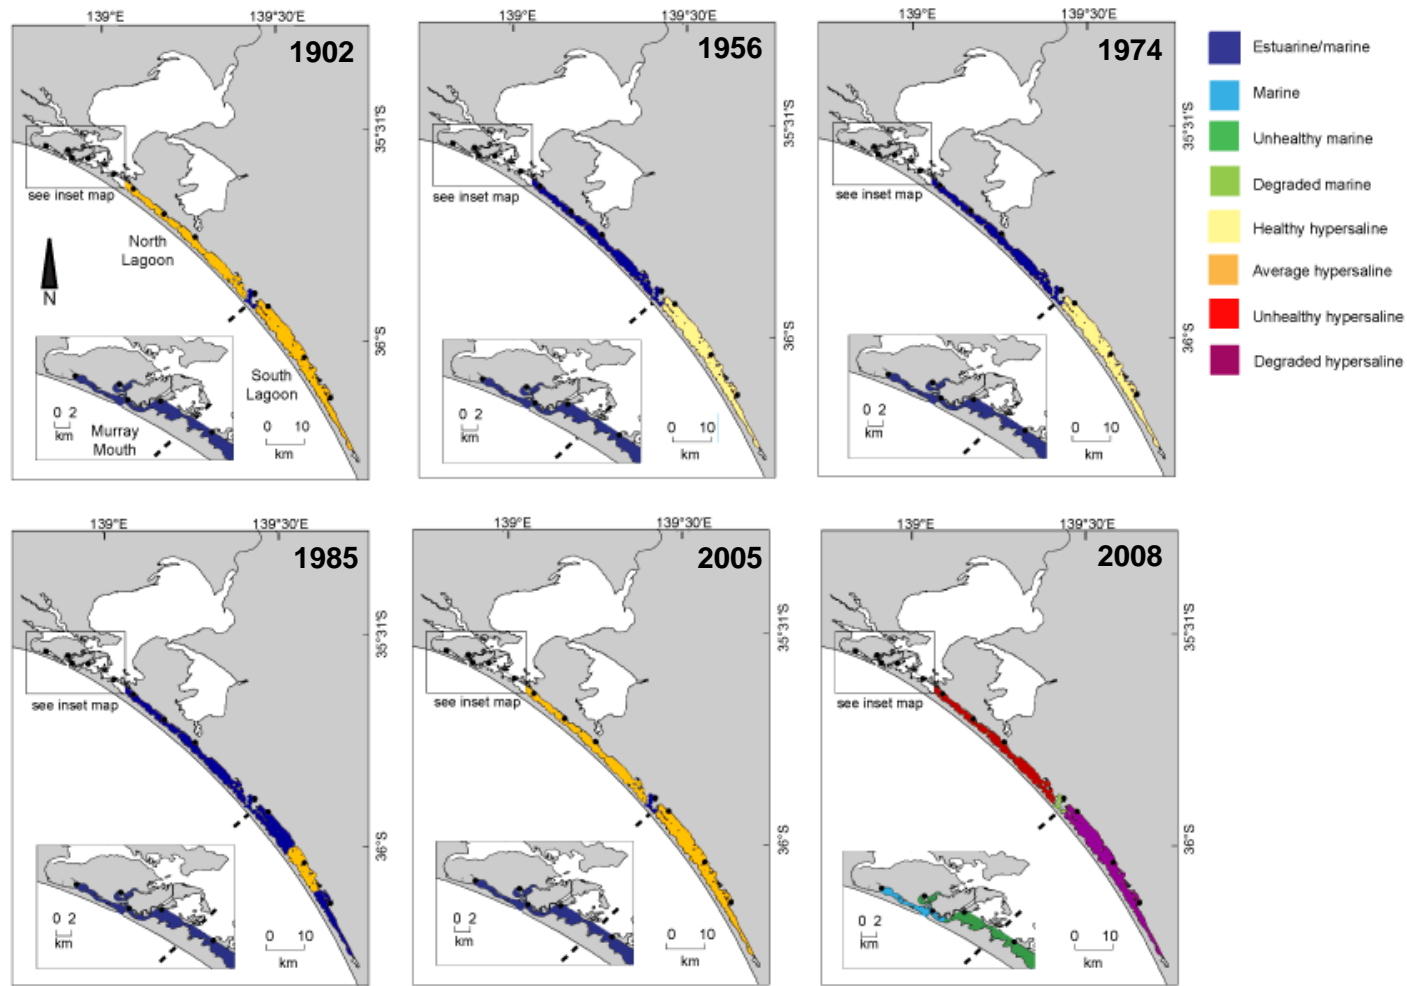 139°E 139°30'E
1902
35°31'S
see inset map
North
Lagoon
N
36°S
South
Lagoon
0 2
km
Murray
Mouth
0 10
km
139°E 139°30'E
1956
35°31'S
see inset map
36°S
0 2
km
0 10
km
139°E 139°30'E
1974
35°31'S
see inset map
36°S
0 2
km
0 10
km
Estuarine/marine
Marine
Unhealthy marine
Degraded marine
Healthy hypersaline
Average hypersaline
Unhealthy hypersaline
Degraded hypersaline
139°E 139°30'E
1985
35°31'S
see inset map
36°S
0 2
km
0 10
km
139°E 139°30'E
2005
35°31'S
see inset map
36°S
0 2
km
0 10
km
139°E 139°30'E
2008
35°31'S
see inset map
36°S
0 2
km
0 10
km